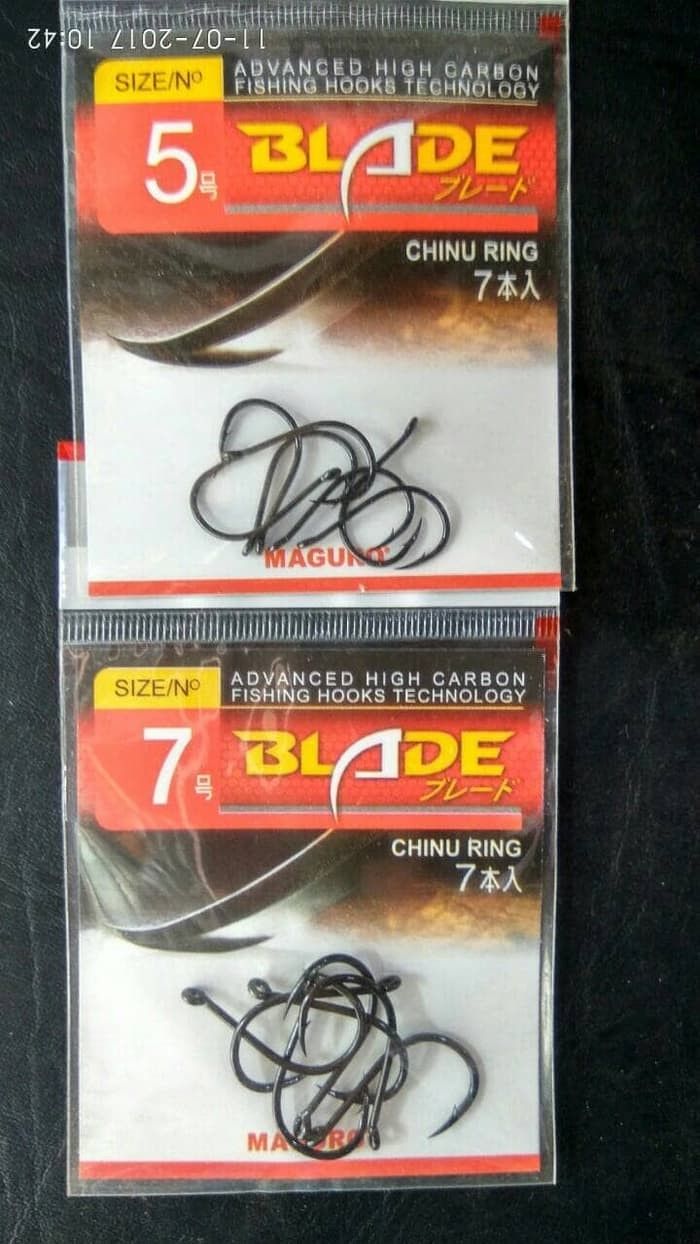 11-07-2017 10:42
SIZE/Nº
ADVANCED HIGH CARBON
FISHING HOOKS TECHNOLOGY
5号
BLADE
ブレード
CHINU RING
7本入
MAGURO®
SIZE/Nº
ADVANCED HIGH CARBON
FISHING HOOKS TECHNOLOGY
7号
BLADE
ブレード
CHINU RING
7本入
MAGURO